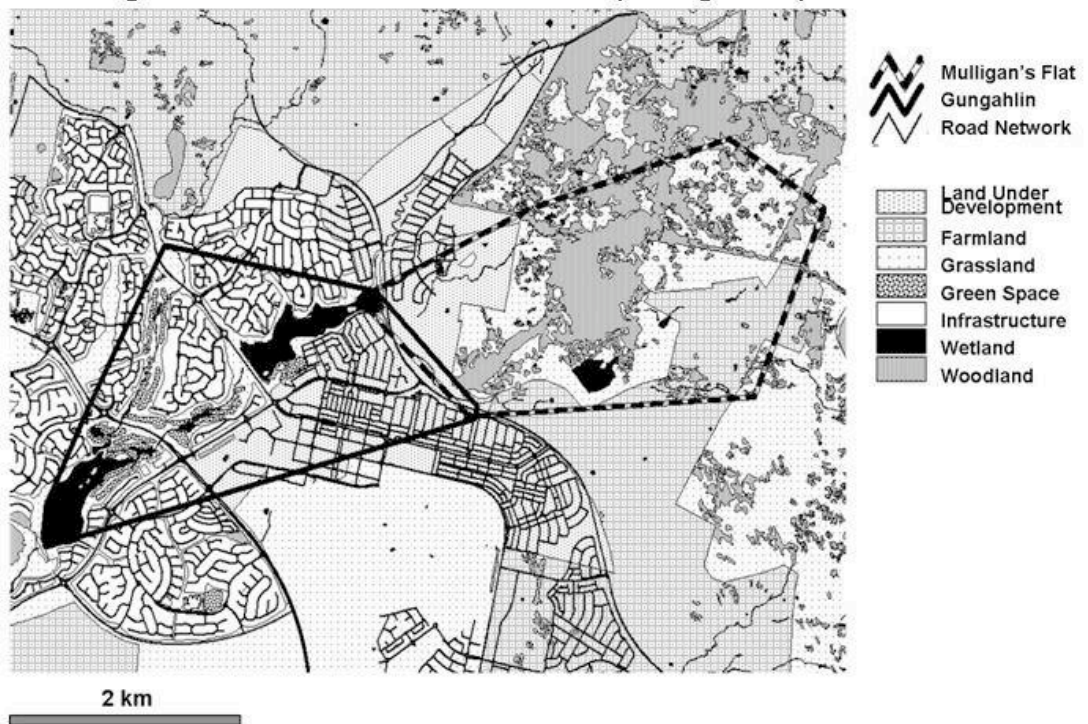 Mulligan's Flat
Gungahlin
Road Network
Land Under
Development
Farmland
Grassland
Green Space
Infrastructure
Wetland
Woodland
2 km